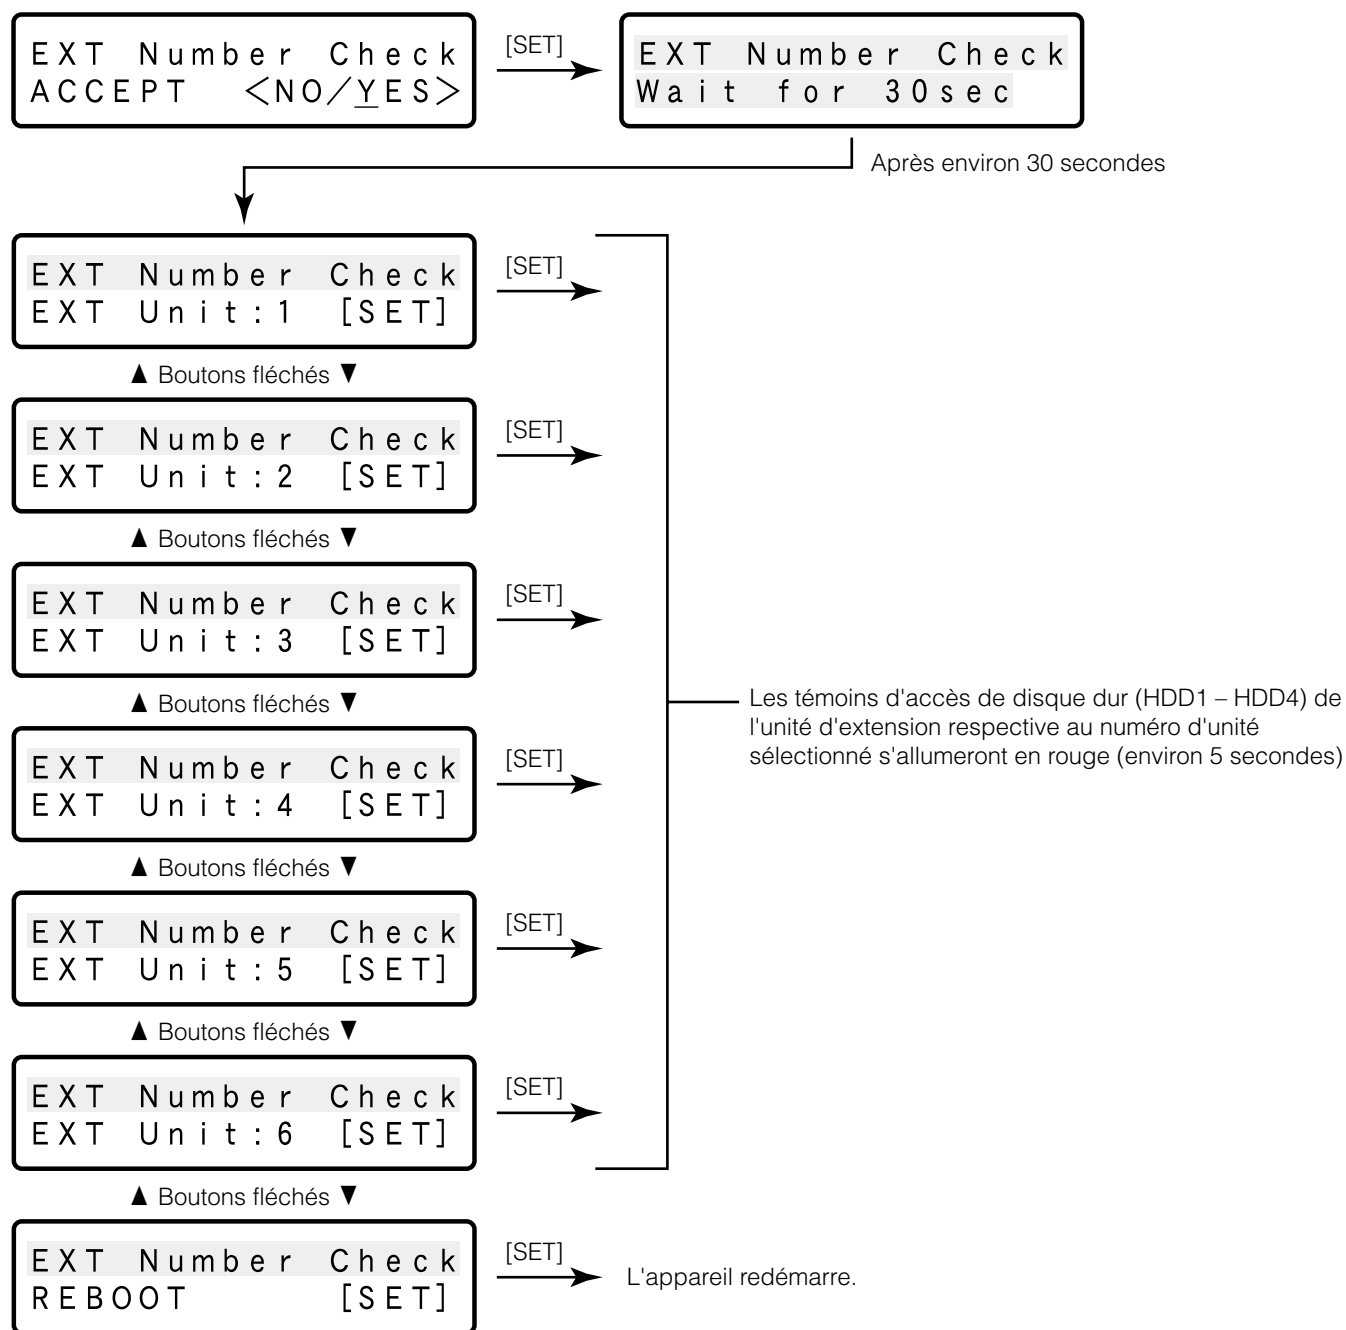 EXT Number Check
ACCEPT <NO/YES>
[SET]
EXT Number Check
Wait for 30sec
Après environ 30 secondes
EXT Number Check
EXT Unit:1 [SET]
[SET]
▲ Boutons fléchés ▼
EXT Number Check
EXT Unit:2 [SET]
[SET]
▲ Boutons fléchés ▼
EXT Number Check
EXT Unit:3 [SET]
[SET]
▲ Boutons fléchés ▼
EXT Number Check
EXT Unit:4 [SET]
[SET]
Les témoins d'accès de disque dur (HDD1 – HDD4) de
l'unité d'extension respective au numéro d'unité
sélectionné s'allumeront en rouge (environ 5 secondes)
▲ Boutons fléchés ▼
EXT Number Check
EXT Unit:5 [SET]
[SET]
▲ Boutons fléchés ▼
EXT Number Check
EXT Unit:6 [SET]
[SET]
▲ Boutons fléchés ▼
EXT Number Check
REBOOT [SET]
[SET]
L'appareil redémarre.